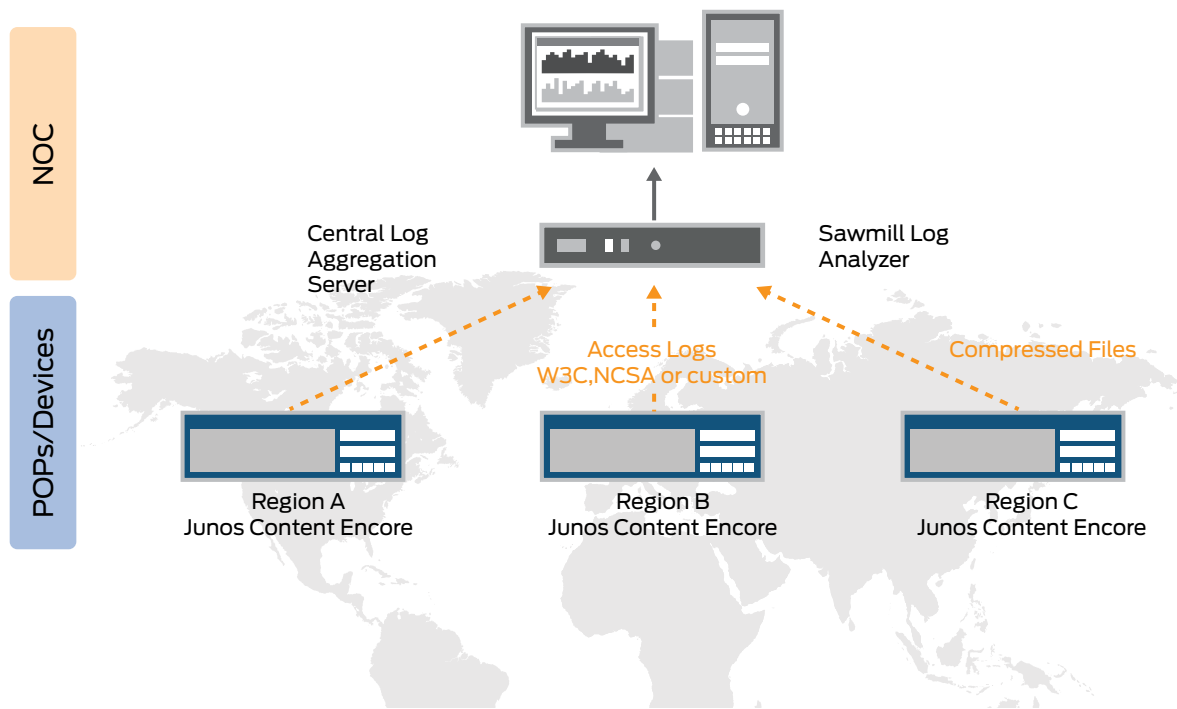 NOC
Central Log
Aggregation
Server
Sawmill Log
Analyzer
POPs/Devices
Access Logs
W3C,NCSA or custom
Compressed Files
Region A
Junos Content Encore
Region B
Junos Content Encore
Region C
Junos Content Encore